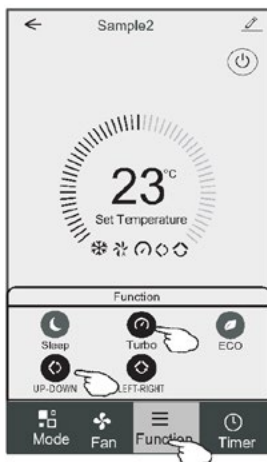 Sample2
23°C
Set Temperature
Function
Sleep Turbo ECO
UP-DOWN LEFT-RIGHT
Mode Fan Function Timer